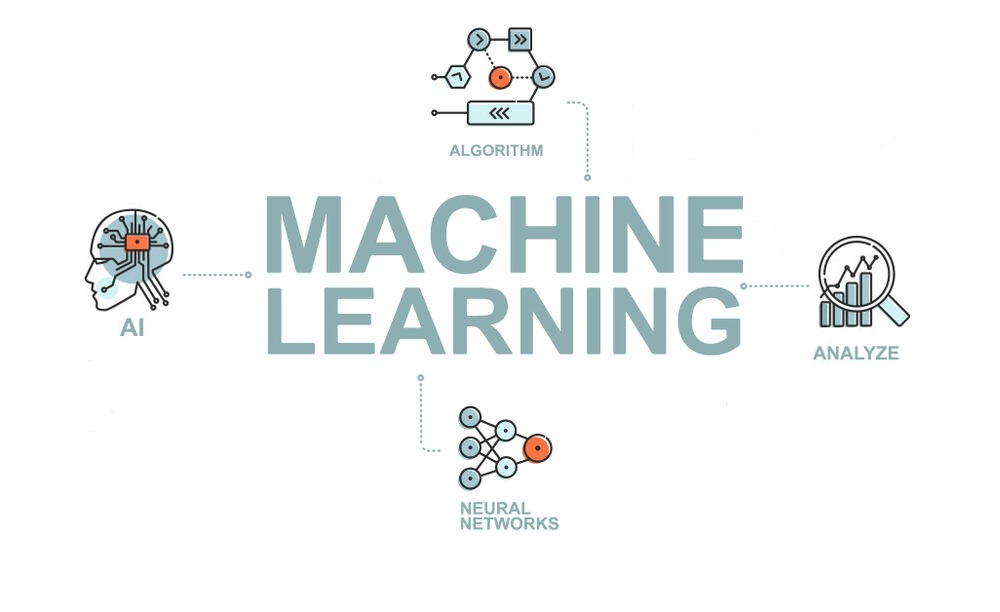 ALGORITHM
MACHINE
LEARNING
AI
ANALYZE
NEURAL
NETWORKS